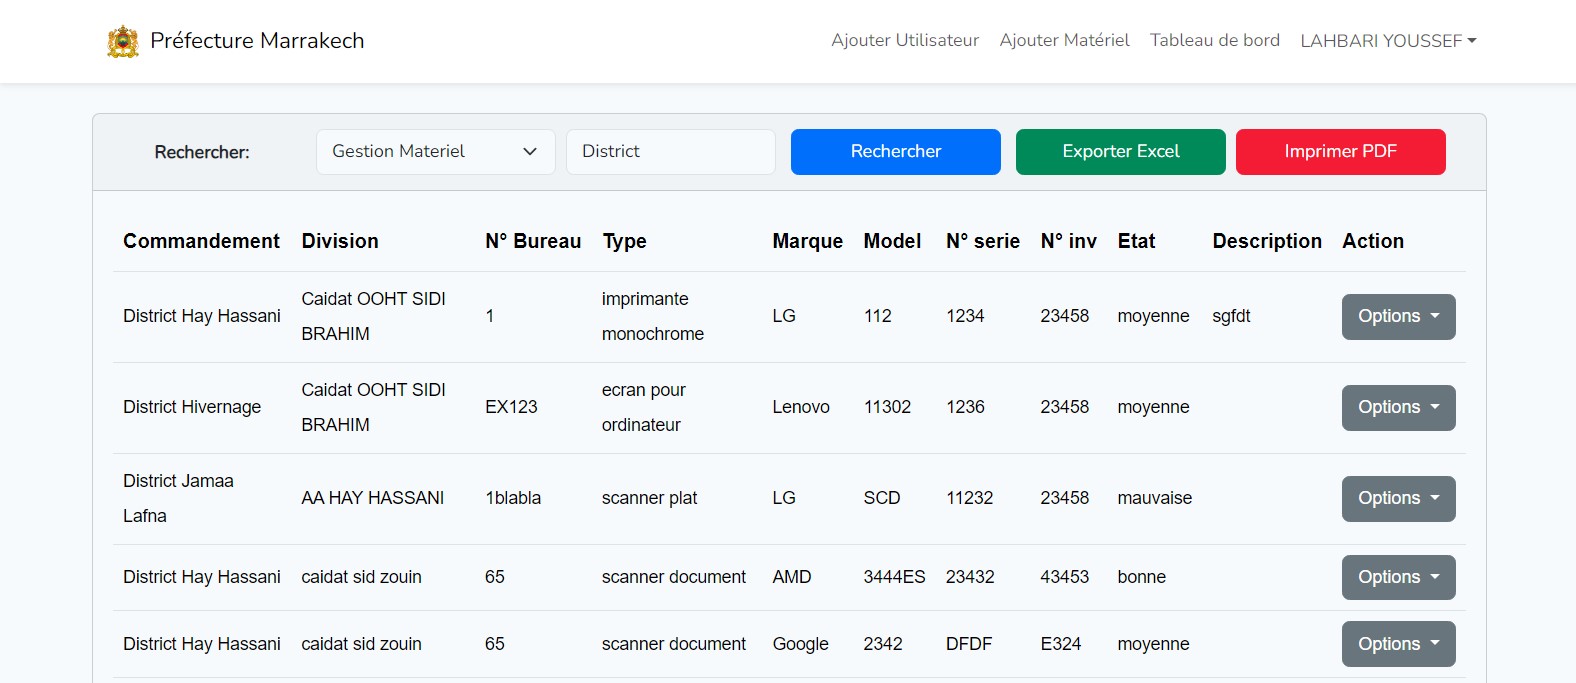 Préfecture Marrakech Ajouter Utilisateur Ajouter Matériel Tableau de bord LAHBARI YOUSSEF
Rechercher: Gestion Materiel District Rechercher Exporter Excel Imprimer PDF
Commandement Division N° Bureau Type Marque Model N° serie N° inv Etat Description Action
District Hay Hassani Caidat OOHT SIDI BRAHIM 1 imprimante monochrome LG 112 1234 23458 moyenne sgfdt Options
District Hivernage Caidat OOHT SIDI BRAHIM EX123 ecran pour ordinateur Lenovo 11302 1236 23458 moyenne Options
District Jamaa Lafna AA HAY HASSANI 1blabla scanner plat LG SCD 11232 23458 mauvaise Options
District Hay Hassani caidat sid zouin 65 scanner document AMD 3444ES 23432 43453 bonne Options
District Hay Hassani caidat sid zouin 65 scanner document Google 2342 DFDF E324 moyenne Options